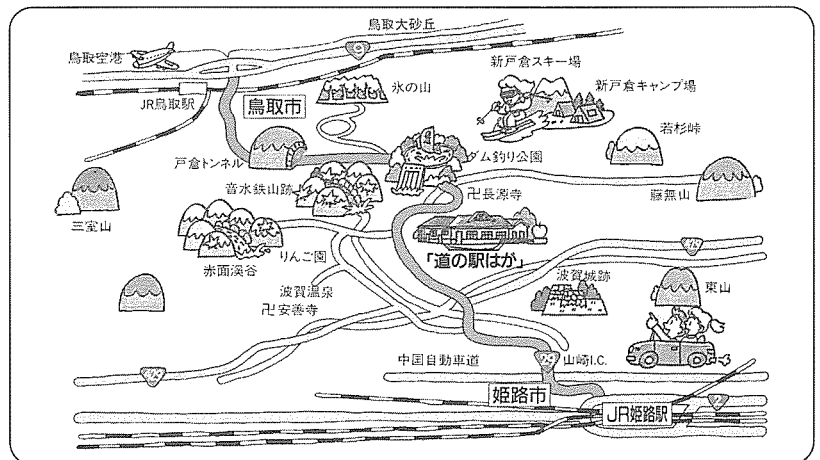 鳥取大砂丘
鳥取空港
9
新戸倉スキー場
氷の山
新戸倉キャンプ場
JR鳥取駅
鳥取市
若杉峠
戸倉トンネル
ダム釣り公園
音水鉄山跡
卍長源寺
藤無山
三室山
りんご園
「道の駅はが」
赤面渓谷
波賀温泉
波賀城跡
東山
卍安善寺
中国自動車道
29
山崎I.C.
姫路市
2
JR姫路駅